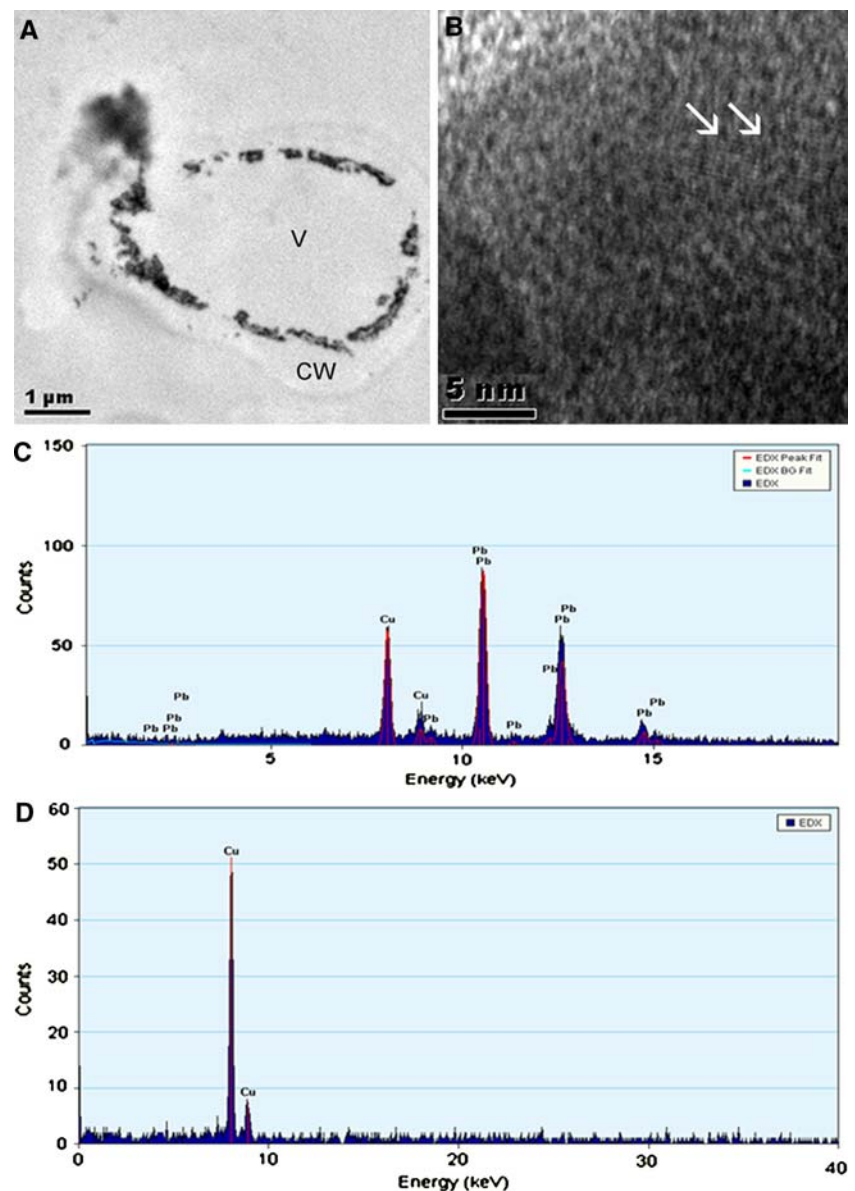 A
V
CW
1 µm
B
5 nm
C
150
100
50
0
Counts
EDX Peak Fit
EDX BG Fit
EDX
Pb
Pb
Pb Pb
Cu
Cu
Pb
Pb
Pb
Pb
Pb
Pb
Pb
Pb
Pb
5
10
15
Energy (keV)
D
60
50
40
30
20
10
0
Counts
EDX
Cu
Cu
0
10
20
30
40
Energy (keV)